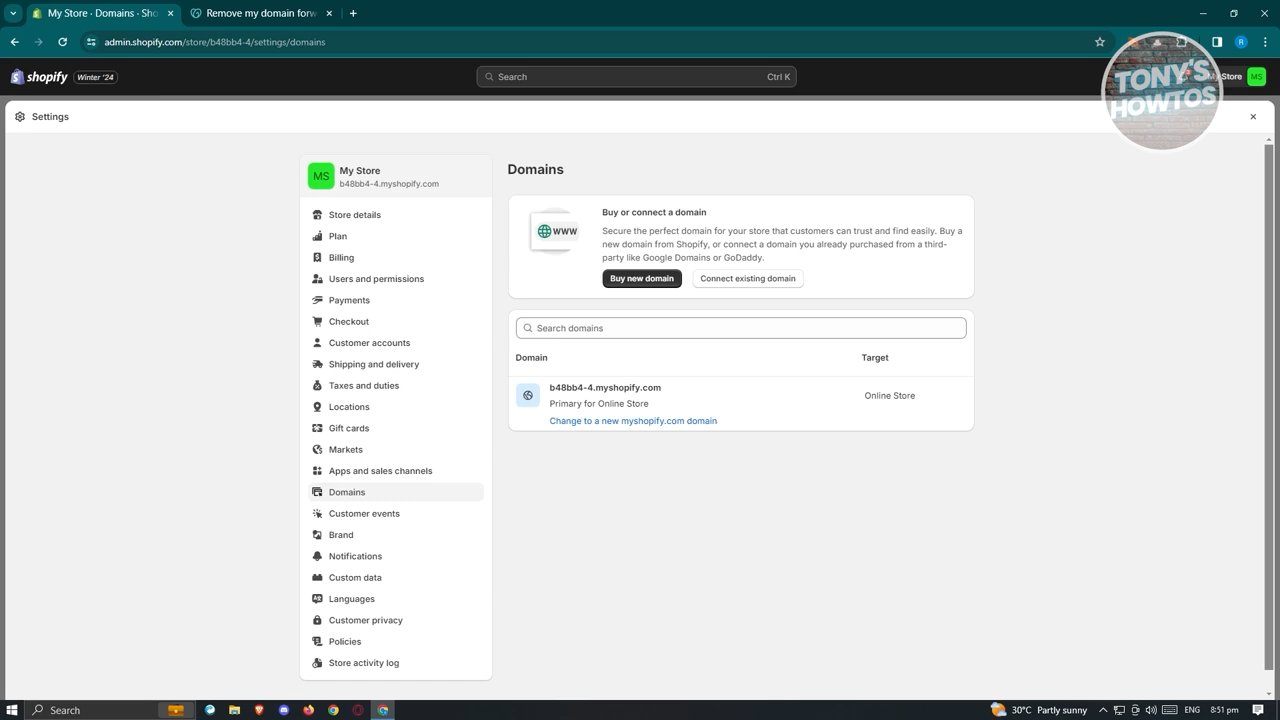 My Store · Domains · Sho
Remove my domain forw
admin.shopify.com/store/b48bb4-4/settings/domains
R
shopify
Winter '24
Search
Ctrl K
My Store
MS
TONY'S
HOWTOS
Settings
MS
My Store
b48bb4-4.myshopify.com
Store details
Plan
Billing
Users and permissions
Payments
Checkout
Customer accounts
Shipping and delivery
Taxes and duties
Locations
Gift cards
Markets
Apps and sales channels
Domains
Customer events
Brand
Notifications
Custom data
Languages
Customer privacy
Policies
Store activity log
Domains
WWW
Buy or connect a domain
Secure the perfect domain for your store that customers can trust and find easily. Buy a
new domain from Shopify, or connect a domain you already purchased from a third-
party like Google Domains or GoDaddy.
Buy new domain
Connect existing domain
Search domains
Domain
Target
b48bb4-4.myshopify.com
Primary for Online Store
Online Store
Change to a new myshopify.com domain
Search
30°C Partly sunny
ENG
8:51 pm